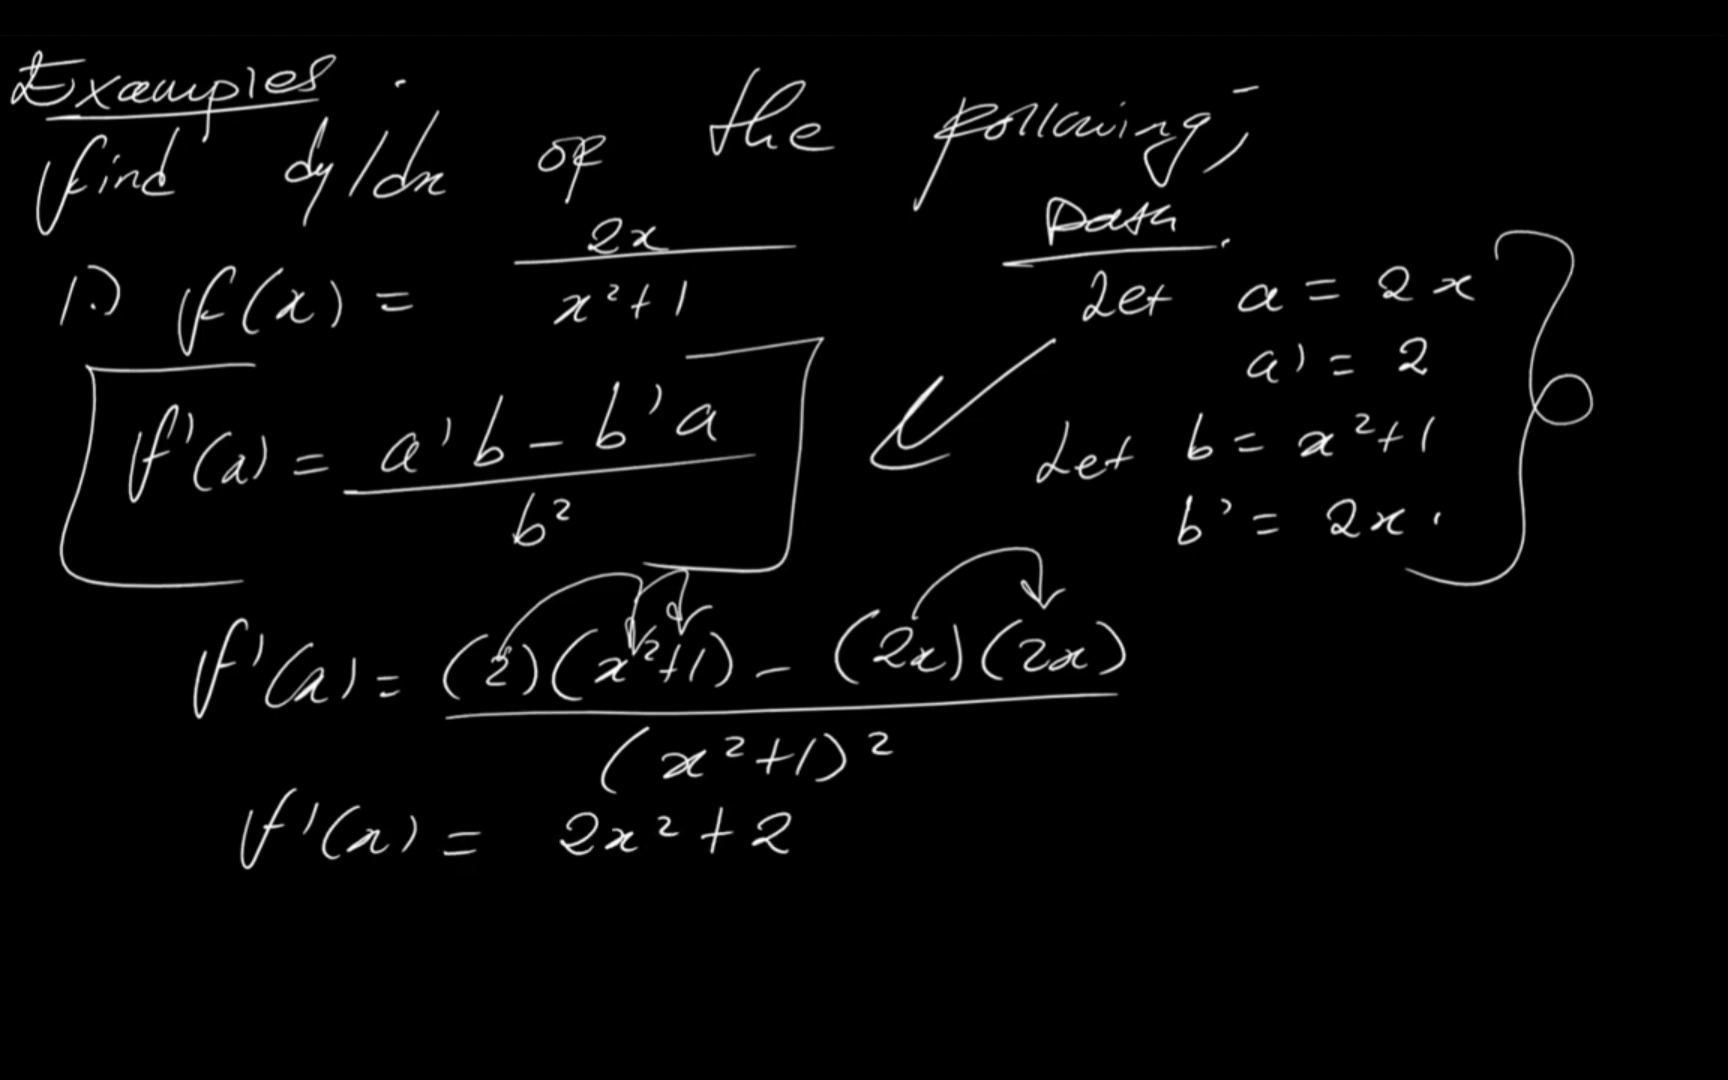 Examples.
find dy/dx of the following;
1.) f(x) = 2x / x²+1
Data
Let a = 2x
a' = 2
Let b = x²+1
b' = 2x.
f'(x) = a'b - b'a / b²
f'(x) = (2)(x²+1) - (2x)(2x) / (x²+1)²
f'(x) = 2x² + 2